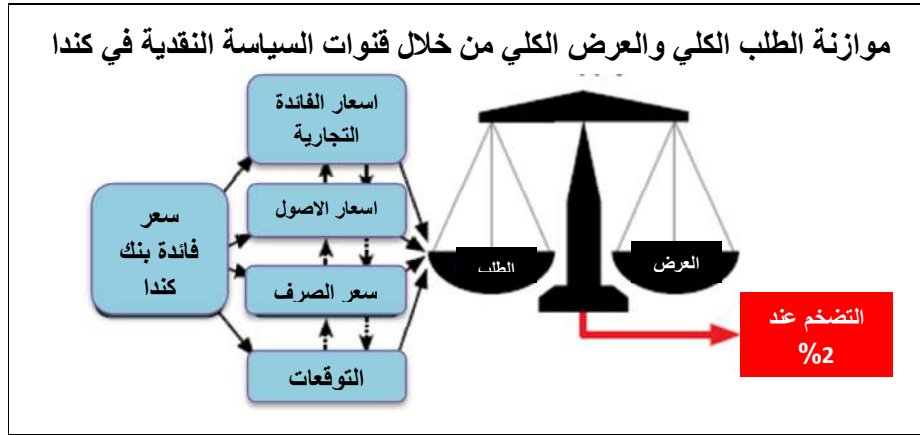 موازنة الطلب الكلي والعرض الكلي من خلال قنوات السياسة النقدية في كندا
اسعار الفائدة
التجارية
اسعار الاصول
سعر الصرف
التوقعات
سعر
فائدة بنك
كندا
الطلب
العرض
التضخم عند
2%